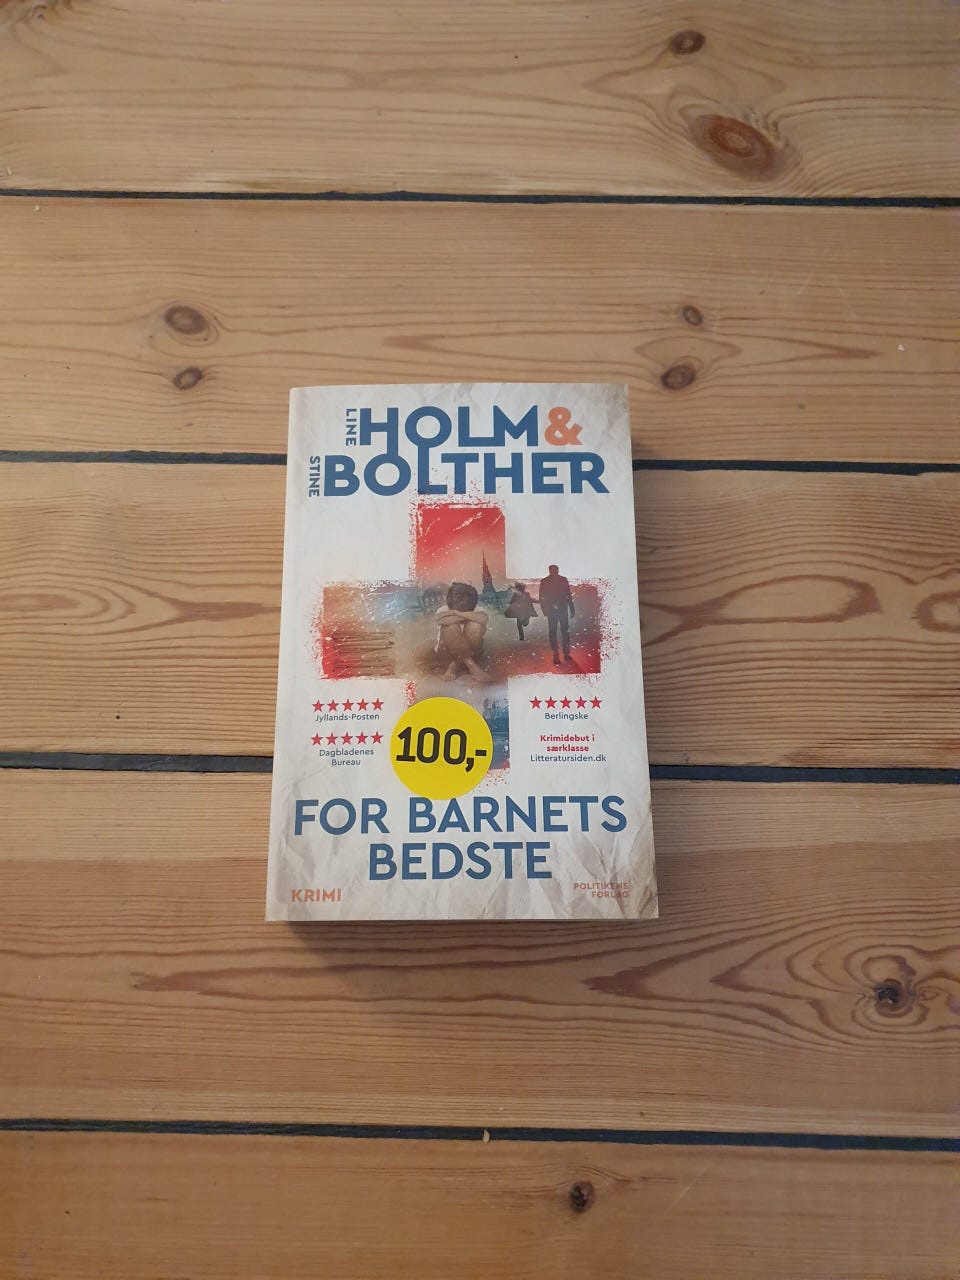 LINE HOLM &
STINE BOLTHER
★★★★★
Jyllands-Posten
★★★★★
Dagbladenes
Bureau
100,-
★★★★★
Berlingske
Krimidebut i
særklasse
Litteratursiden.dk
FOR BARNETS
BEDSTE
KRIMI
POLITIKENS
FORLAG